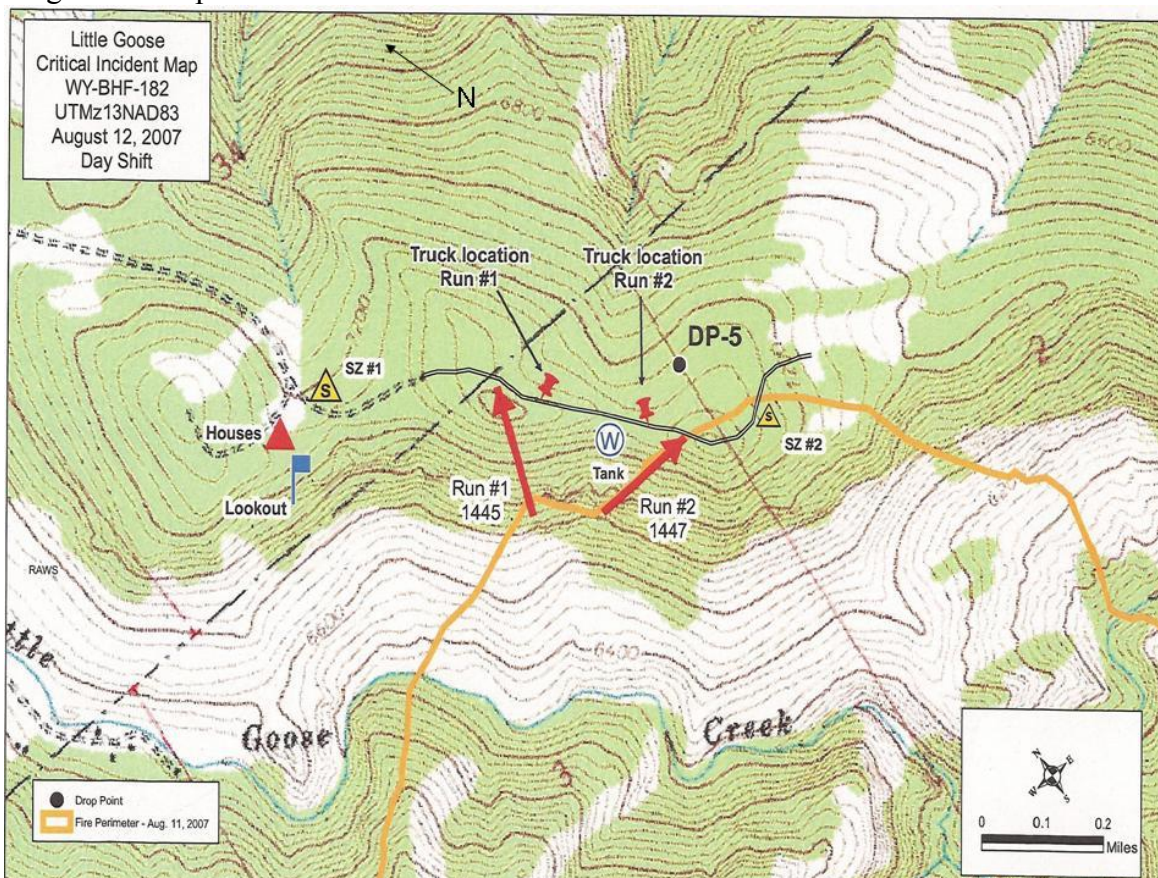 Little Goose
Critical Incident Map
WY-BHF-182
UTMz13NAD83
August 12, 2007
Day Shift
N
6800
6600
34
Truck location
Run #1
Truck location
Run #2
DP-5
7200
SZ #1
S
Houses
Lookout
W
Tank
S
SZ #2
2
Run #1
1445
Run #2
1447
RAWS
6600
6400
ttle
Goose
Creek
3
Drop Point
Fire Perimeter - Aug. 11, 2007
N
E
W
S
0
0.1
0.2
Miles